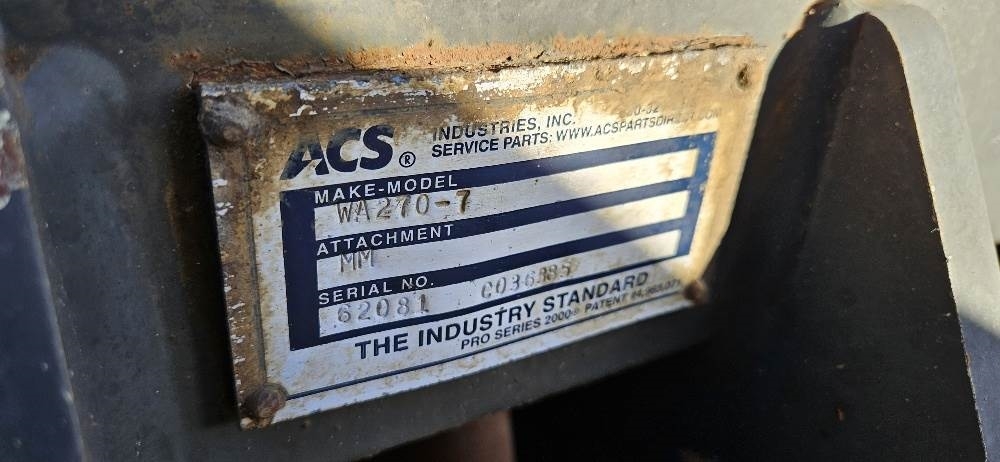 ACS® INDUSTRIES, INC.
SERVICE PARTS: WWW.ACSPARTSDIRECT.COM
MAKE-MODEL
WA270-7
ATTACHMENT
MM
SERIAL NO.
62081
THE INDUSTRY STANDARD
PRO SERIES 2000® PATENT